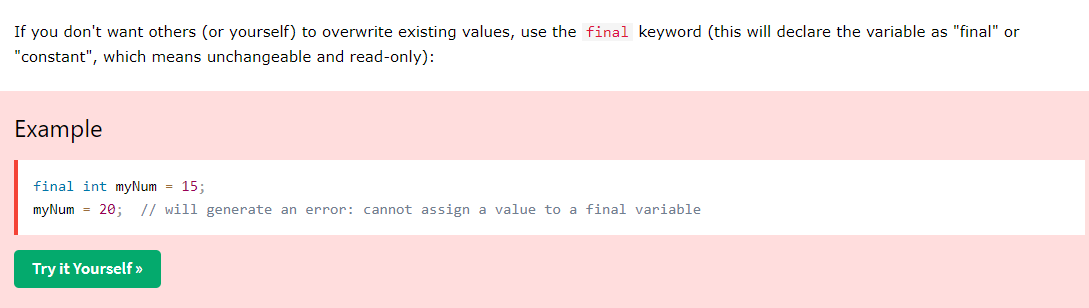 If you don't want others (or yourself) to overwrite existing values, use the final keyword (this will declare the variable as "final" or
"constant", which means unchangeable and read-only):
Example
final int myNum = 15;
myNum = 20;  // will generate an error: cannot assign a value to a final variable
Try it Yourself »